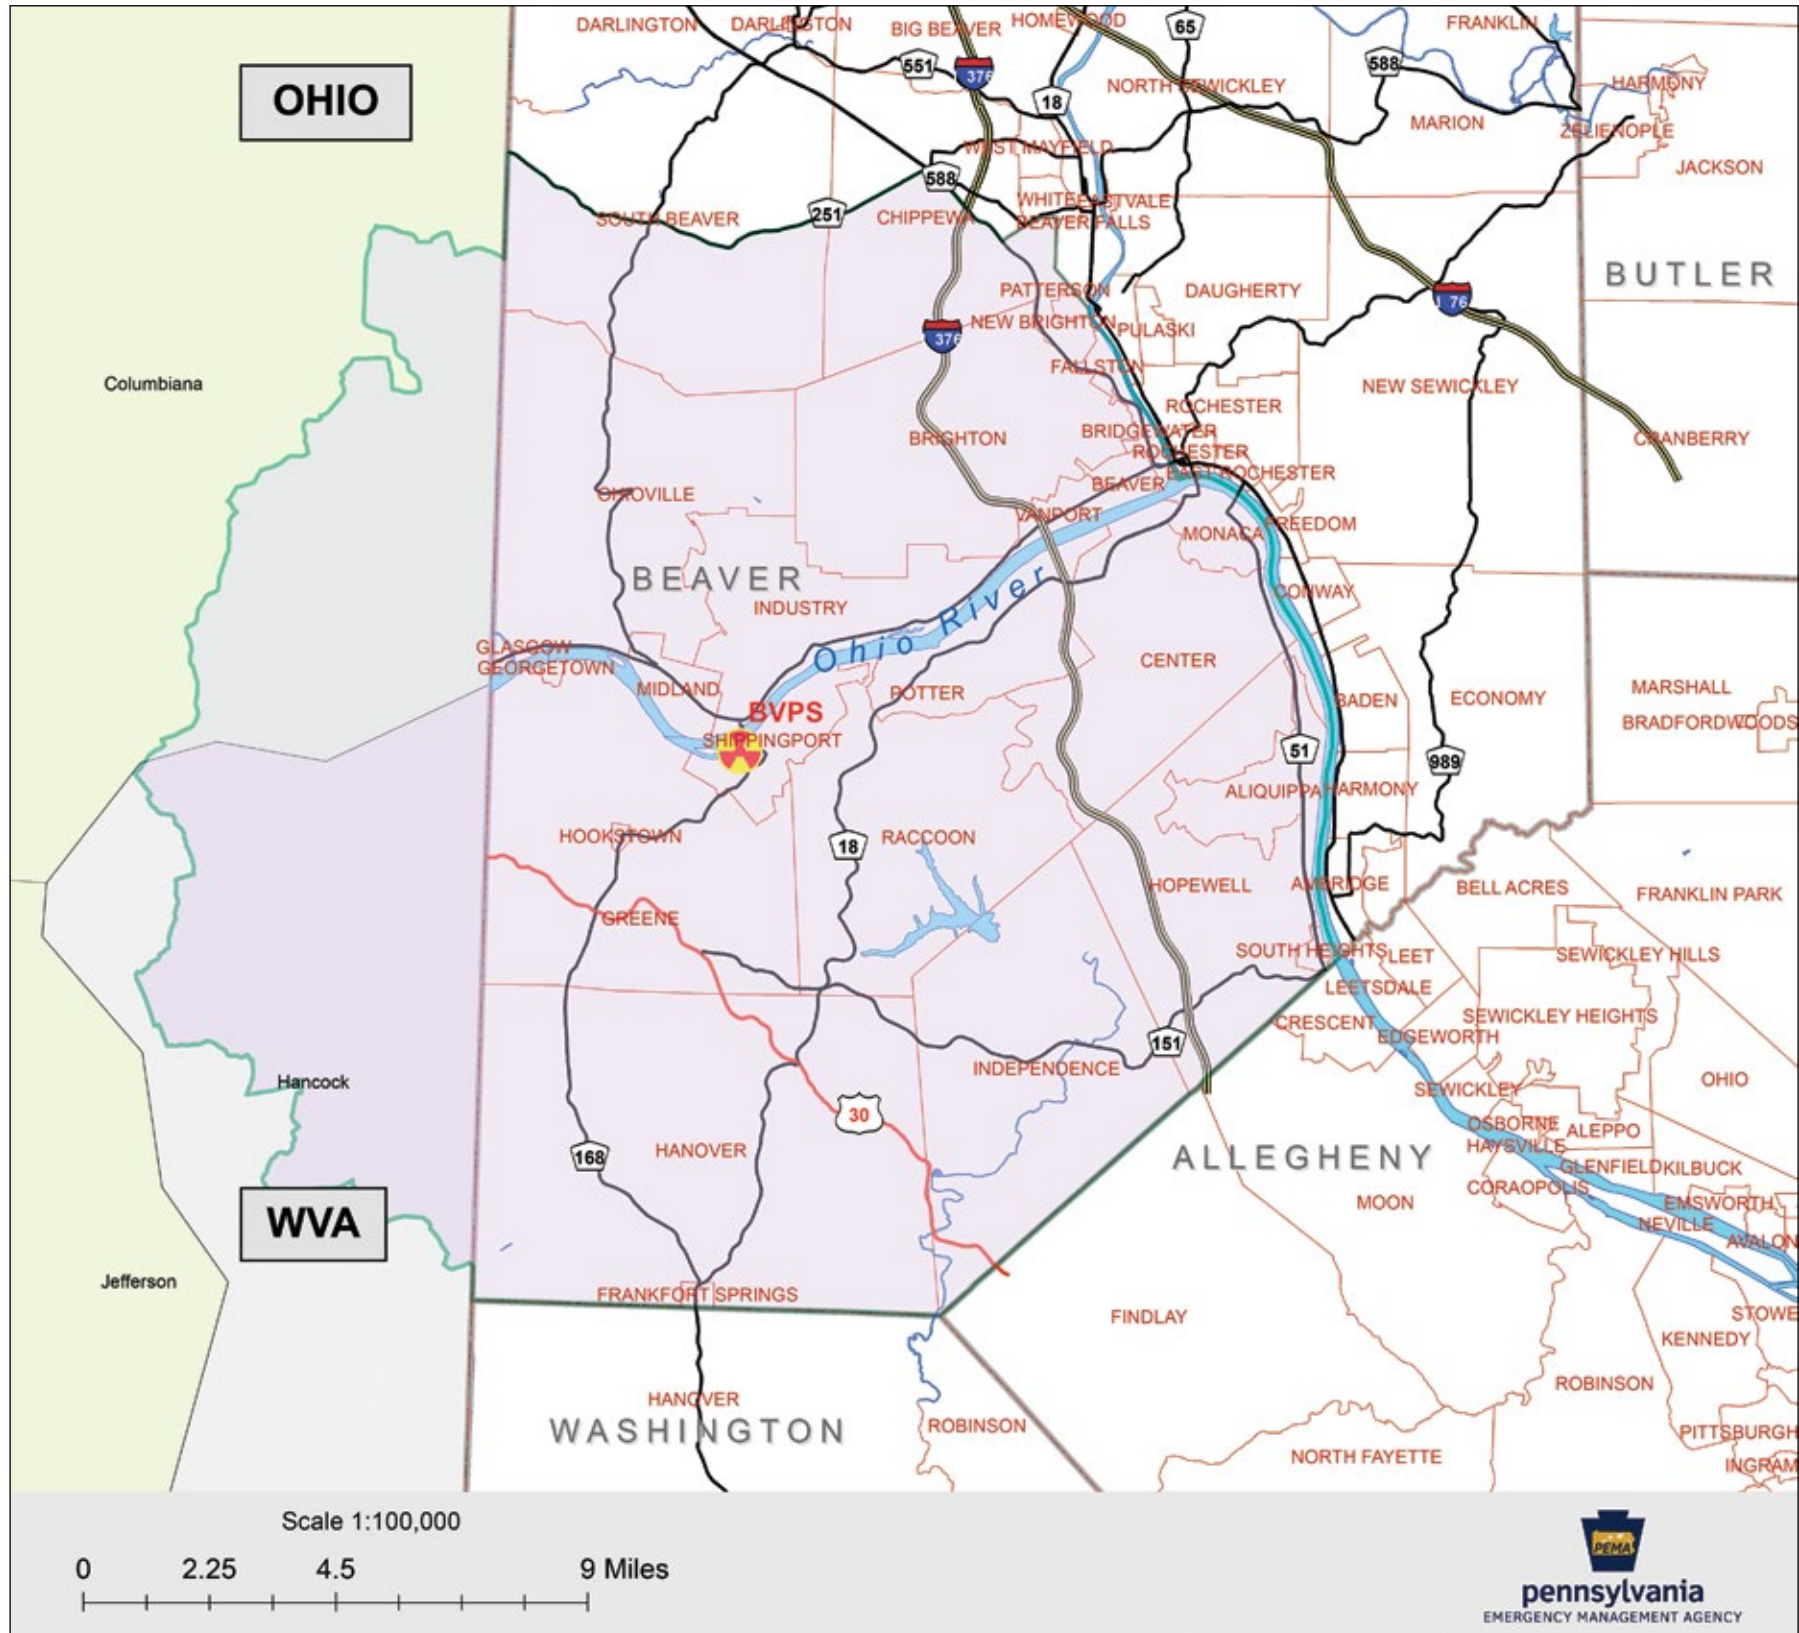 DARLINGTON
DARLINGTON
BIG BEAVER
HOMEWOOD
65
FRANKLIN
OHIO
551
376
18
588
NORTH SEWICKLEY
HARMONY
MARION
ZELIENOPLE
WEST MAYFIELD
JACKSON
588
WHITE
EASTVALE
251
SOUTH BEAVER
CHIPPEWA
BEAVER FALLS
BUTLER
PATTERSON
DAUGHERTY
I 76
NEW BRIGHTON
PULASKI
376
FALLSTON
Columbiana
NEW SEWICKLEY
ROCHESTER
BRIGHTON
BRIDGEWATER
CRANBERRY
ROCHESTER
EAST ROCHESTER
BEAVER
OHIOVILLE
VANPORT
FREEDOM
MONACA
BEAVER
CONWAY
INDUSTRY
Ohio River
GLASGOW
GEORGETOWN
CENTER
MIDLAND
POTTER
BADEN
ECONOMY
MARSHALL
BVPS
BRADFORDWOODS
SHIPPINGPORT
51
989
ALIQUIPPA
HARMONY
HOOKSTOWN
18
RACCOON
HOPEWELL
AMBRIDGE
BELL ACRES
FRANKLIN PARK
GREENE
SOUTH HEIGHTS
LEET
SEWICKLEY HILLS
LEETSDALE
CRESCENT
SEWICKLEY HEIGHTS
EDGEWORTH
151
INDEPENDENCE
Hancock
OHIO
SEWICKLEY
30
OSBORNE
ALEPPO
HAYSVILLE
HANOVER
168
ALLEGHENY
GLENFIELD
KILBUCK
CORAOPOLIS
MOON
EMSWORTH
WVA
NEVILLE
AVALON
Jefferson
FRANKFORT SPRINGS
FINDLAY
STOWE
KENNEDY
ROBINSON
HANOVER
WASHINGTON
ROBINSON
PITTSBURGH
NORTH FAYETTE
INGRAM
Scale 1:100,000
0 2.25 4.5 9 Miles
PEMA
pennsylvania
EMERGENCY MANAGEMENT AGENCY